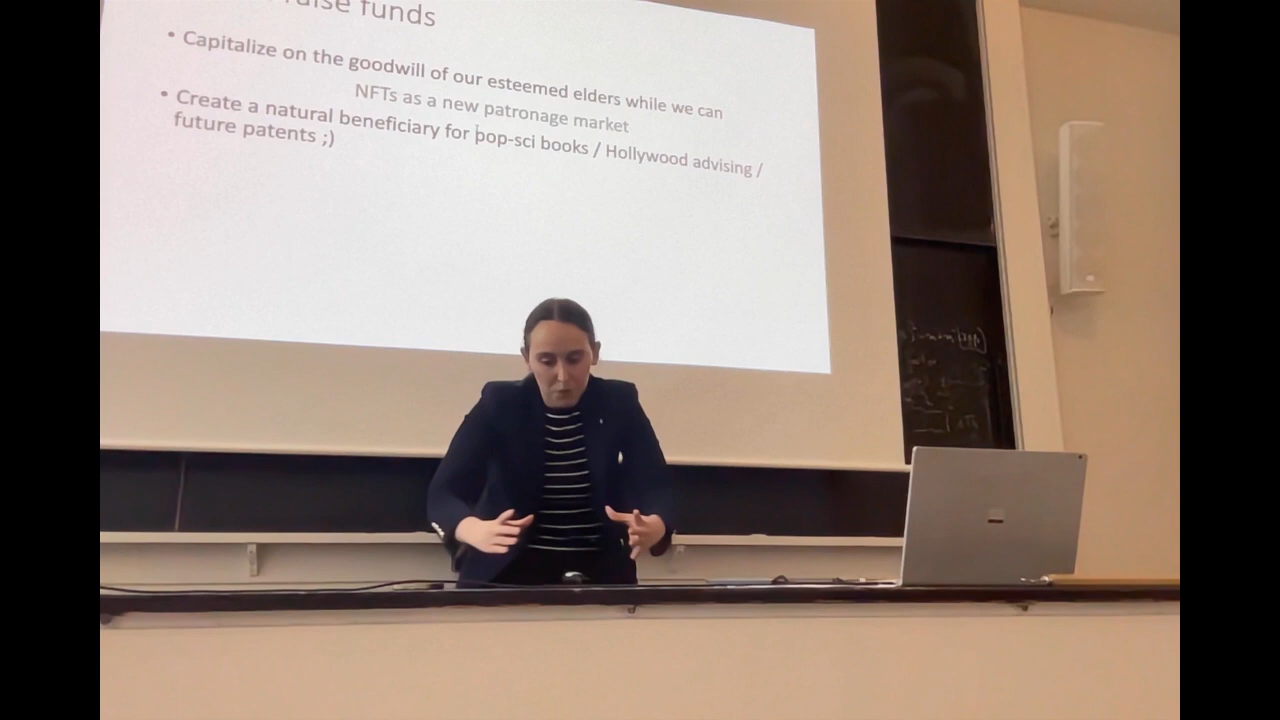 raise funds
• Capitalize on the goodwill of our esteemed elders while we can
NFTs as a new patronage market
• Create a natural beneficiary for pop-sci books / Hollywood advising /
future patents ;)